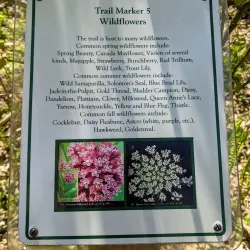 Trail Marker 5
Wildflowers
The trail is host to many wildflowers.
Common spring wildflowers include:
Spring Beauty, Canada Mayflower, Violets of several
kinds, Mayapple, Strawberry, Bunchberry, Red Trillium,
Wild Leek, Trout Lily.
Common summer wildflowers include:
Wild Sarsaparilla, Solomon's Seal, Blue Bead Lily,
Jack-in-the-Pulpit, Gold Thread, Bladder Campion, Daisy,
Dandelion, Plantain, Clover, Milkweed, Queen Anne's Lace,
Yarrow, Honeysuckle, Yellow and Blue Flag, Thistle.
Common fall wildflowers include:
Cocklebur, Daisy Fleabane, Asters (white, purple, etc.),
Hawkweed, Goldenrod.